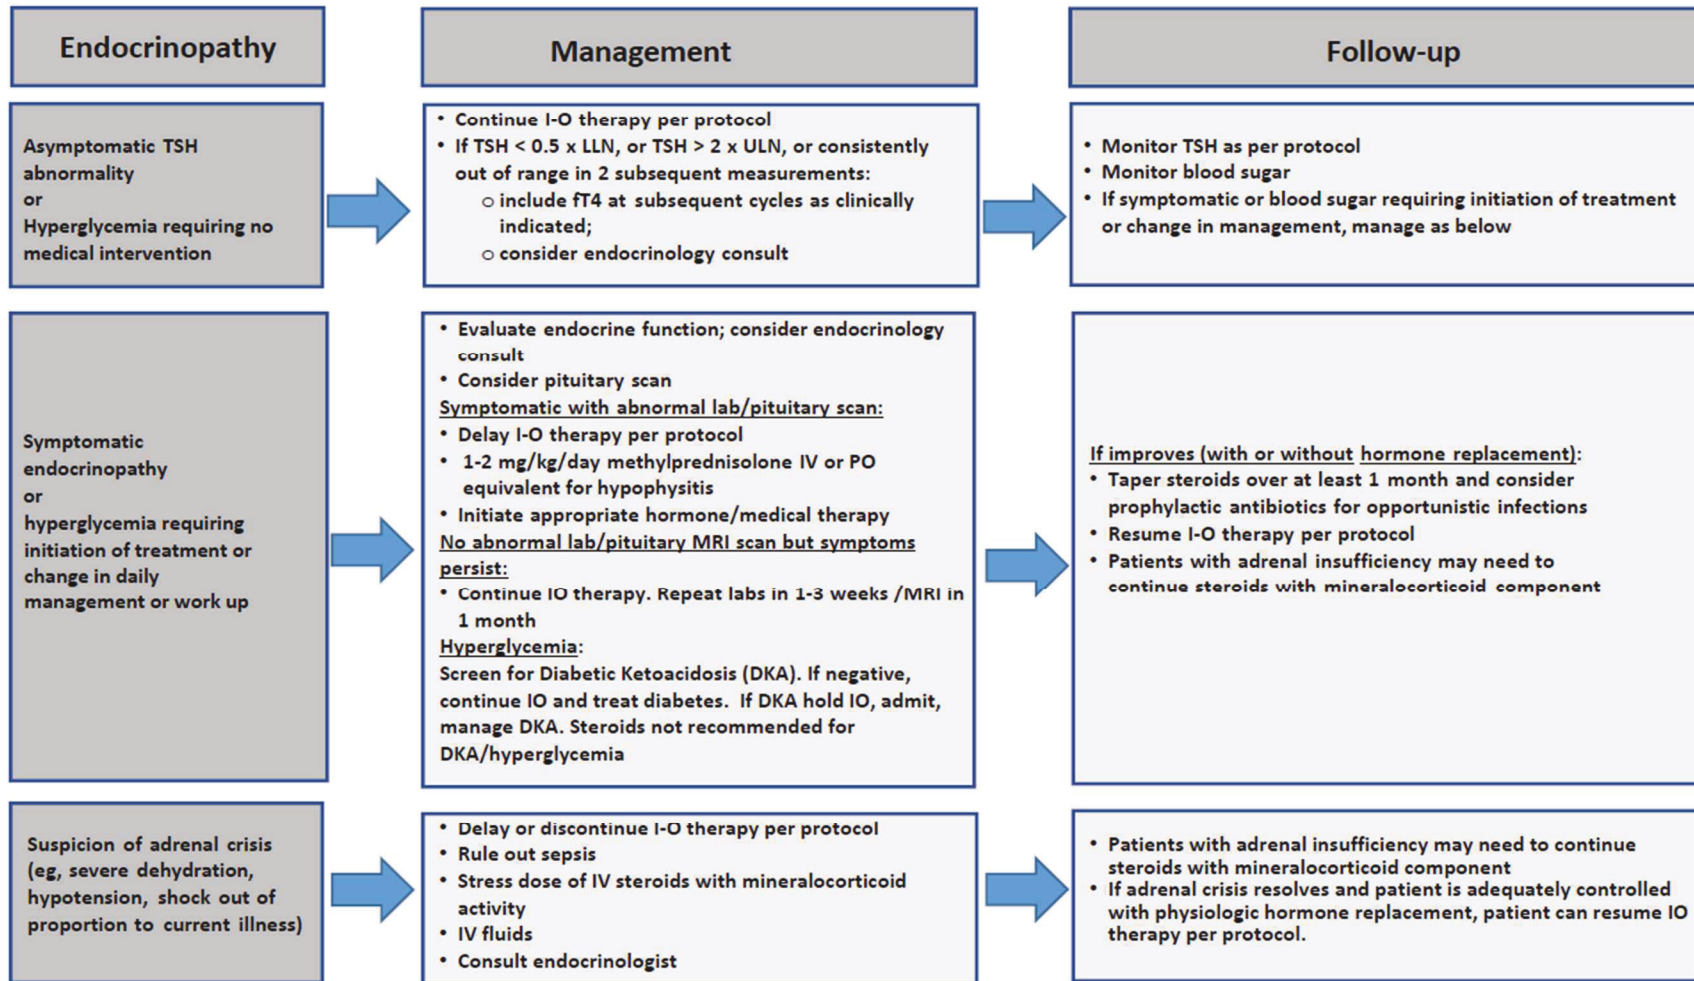 Endocrinopathy
Management
Follow-up
Asymptomatic TSH
abnormality
or
Hyperglycemia requiring no
medical intervention
• Continue I-O therapy per protocol
• If TSH < 0.5 x LLN, or TSH > 2 x ULN, or consistently
out of range in 2 subsequent measurements:
o include fT4 at subsequent cycles as clinically
indicated;
o consider endocrinology consult
• Monitor TSH as per protocol
• Monitor blood sugar
• If symptomatic or blood sugar requiring initiation of treatment
or change in management, manage as below
Symptomatic
endocrinopathy
or
hyperglycemia requiring
initiation of treatment or
change in daily
management or work up
• Evaluate endocrine function; consider endocrinology
consult
• Consider pituitary scan
Symptomatic with abnormal lab/pituitary scan:
• Delay I-O therapy per protocol
• 1-2 mg/kg/day methylprednisolone IV or PO
equivalent for hypophysitis
• Initiate appropriate hormone/medical therapy
No abnormal lab/pituitary MRI scan but symptoms
persist:
• Continue IO therapy. Repeat labs in 1-3 weeks /MRI in
1 month
Hyperglycemia:
Screen for Diabetic Ketoacidosis (DKA). If negative,
continue IO and treat diabetes. If DKA hold IO, admit,
manage DKA. Steroids not recommended for
DKA/hyperglycemia
If improves (with or without hormone replacement):
• Taper steroids over at least 1 month and consider
prophylactic antibiotics for opportunistic infections
• Resume I-O therapy per protocol
• Patients with adrenal insufficiency may need to
continue steroids with mineralocorticoid component
Suspicion of adrenal crisis
(eg, severe dehydration,
hypotension, shock out of
proportion to current illness)
• Delay or discontinue I-O therapy per protocol
• Rule out sepsis
• Stress dose of IV steroids with mineralocorticoid
activity
• IV fluids
• Consult endocrinologist
• Patients with adrenal insufficiency may need to continue
steroids with mineralocorticoid component
• If adrenal crisis resolves and patient is adequately controlled
with physiologic hormone replacement, patient can resume IO
therapy per protocol.